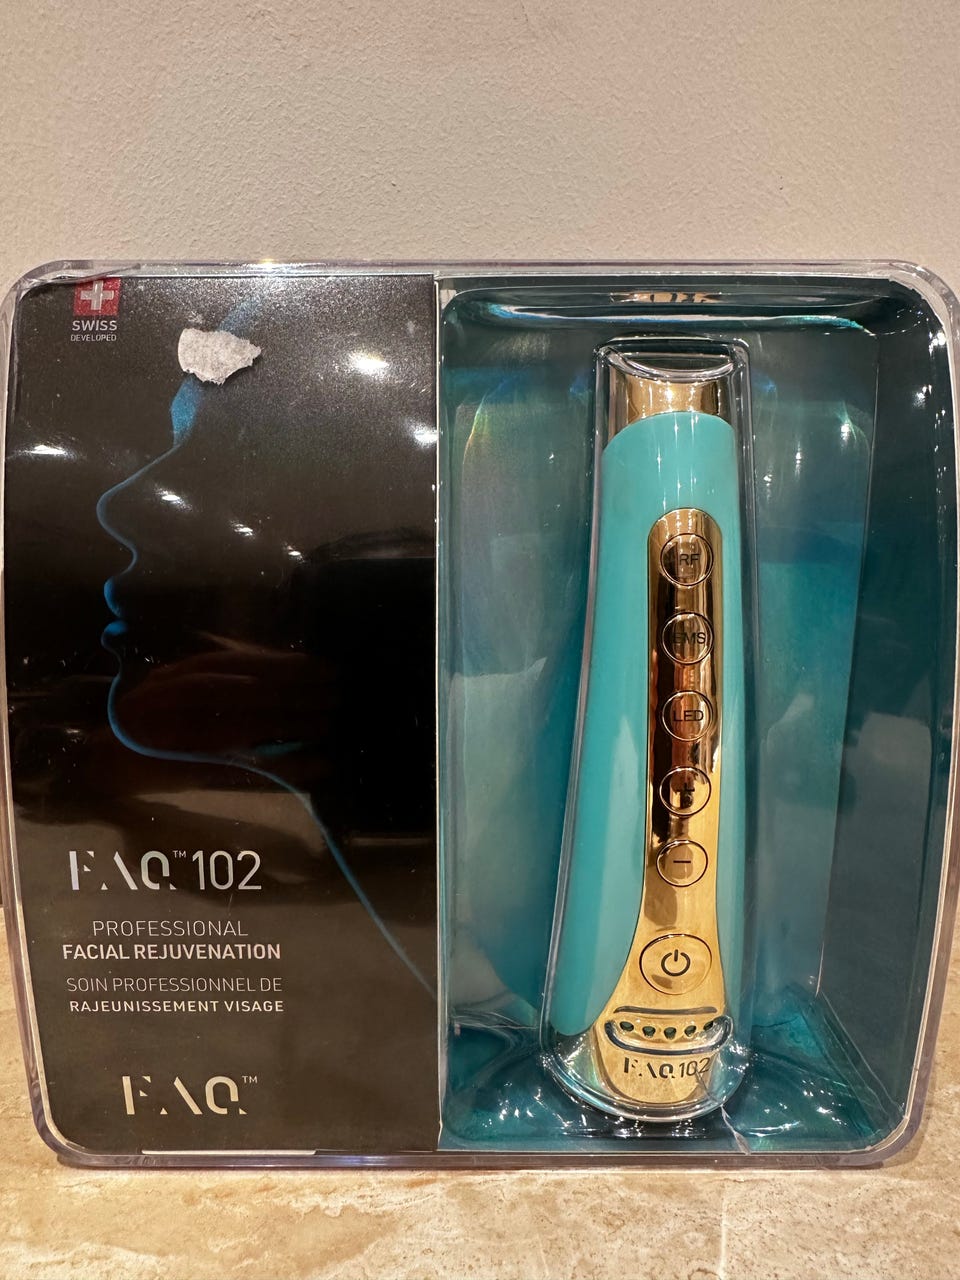 SWISS
DEVELOPED
FAQ™ 102
PROFESSIONAL
FACIAL REJUVENATION
SOIN PROFESSIONNEL DE
RAJEUNISSEMENT VISAGE
FAQ™
RF
EMS
LED
+
−
FAQ 102